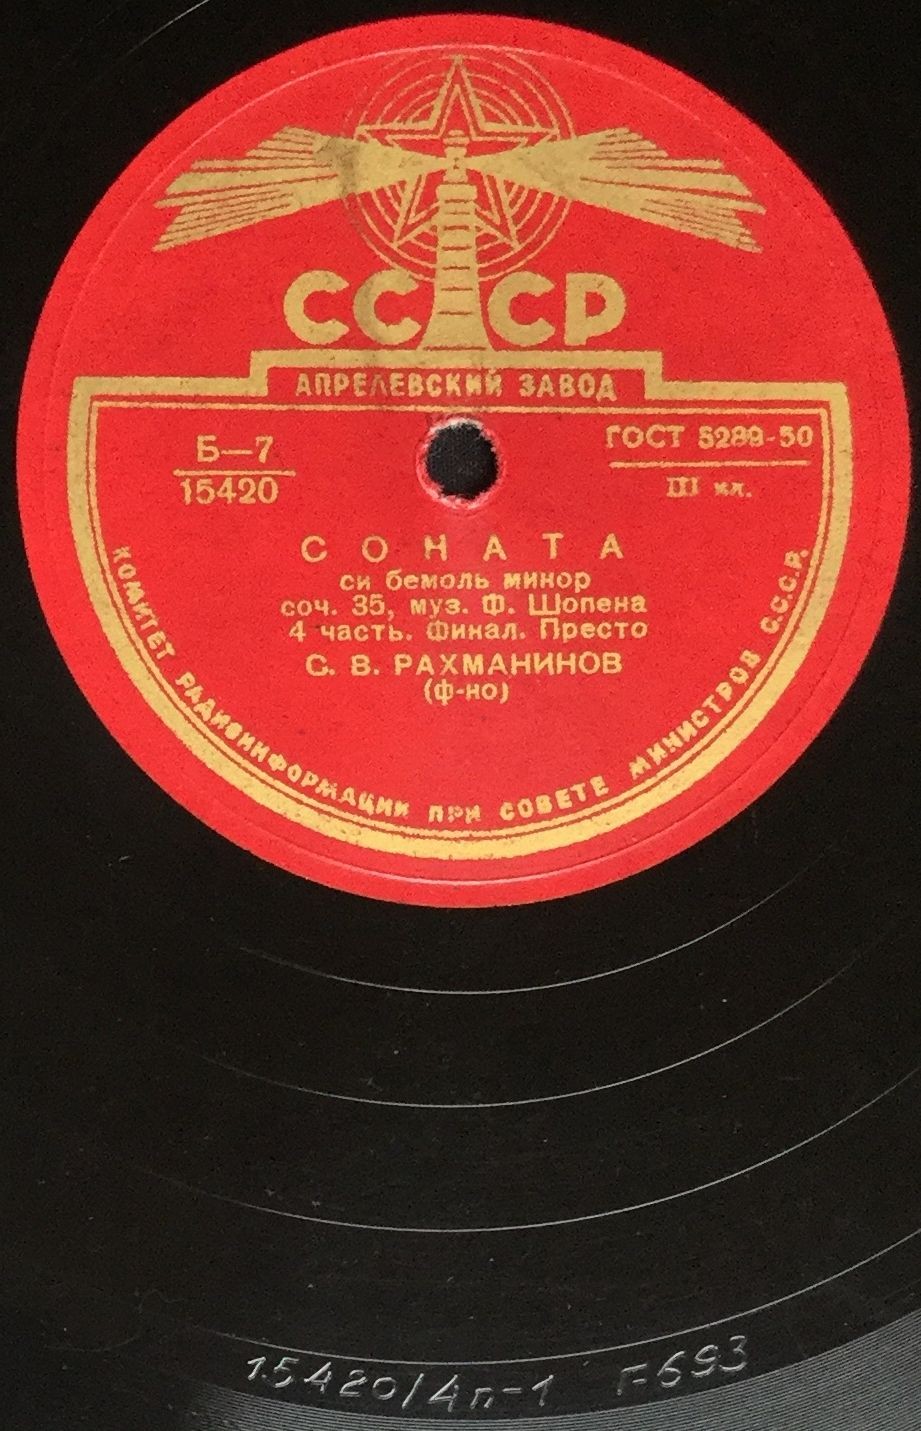 СССР
АПРЕЛЕВСКИЙ ЗАВОД
Б—7
15420
ГОСТ 5289-50
III кл.
СОНАТА
си бемоль минор
соч. 35, муз. Ф. Шопена
4 часть. Финал. Престо
С. В. РАХМАНИНОВ
(ф-но)
КОМИТЕТ РАДИОИНФОРМАЦИИ ПРИ СОВЕТЕ МИНИСТРОВ С.С.С.Р.
15420/4п-1 Г-693